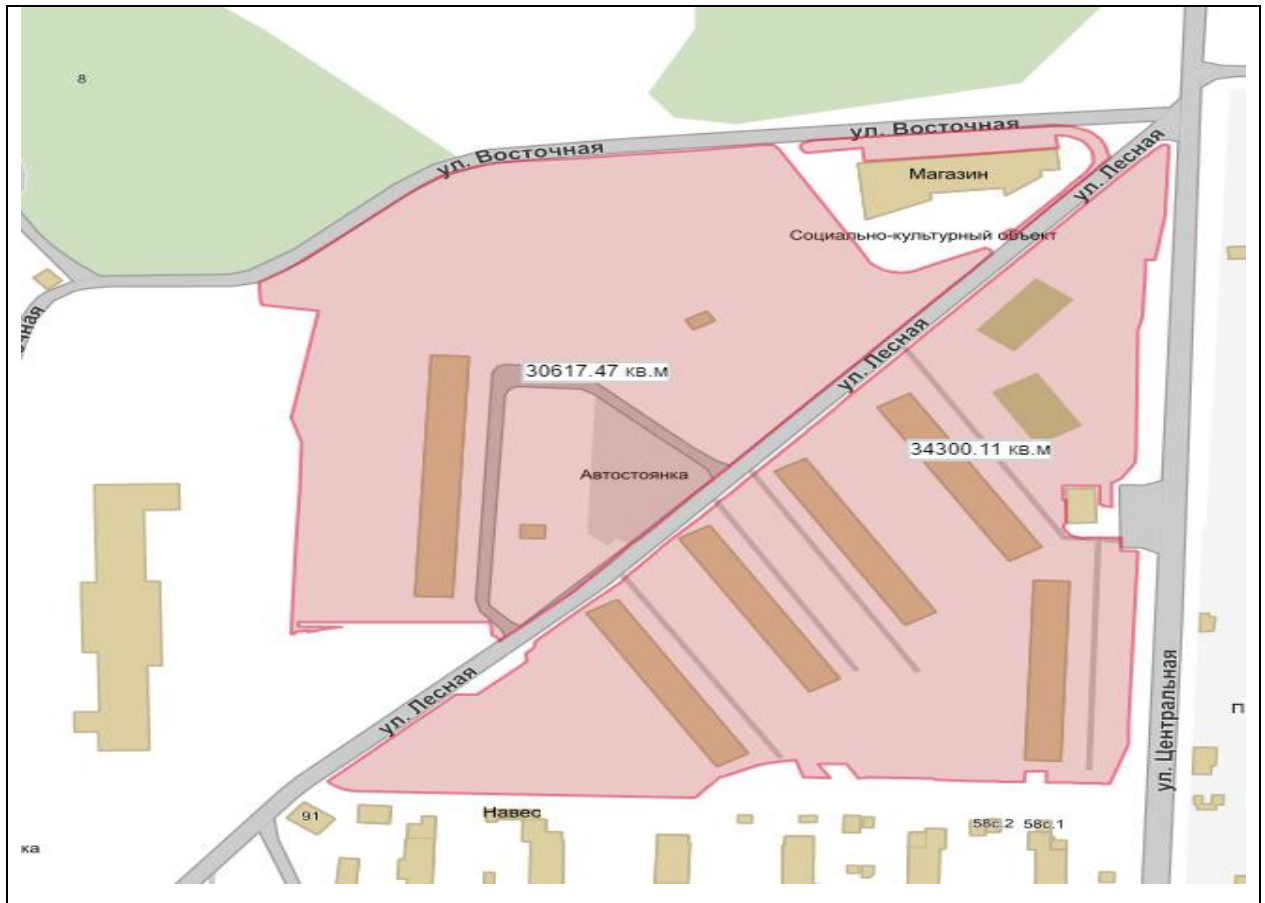 8
ул. Восточная
ул. Восточная
Магазин
ул. Лесная
Социально-культурный объект
чная
ул. Лесная
30617.47 кв.м
34300.11 кв.м
Автостоянка
ул. Лесная
ул. Центральная
П
91
Навес
58с.2 58с.1
ка